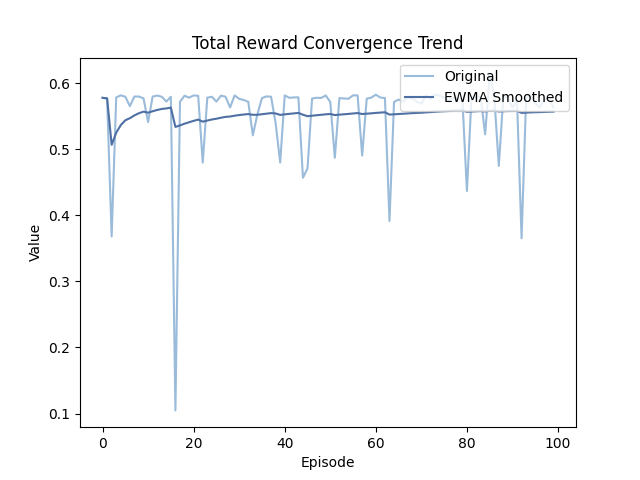 Total Reward Convergence Trend
Original
EWMA Smoothed
0.6
0.5
0.4
0.3
0.2
0.1
Value
0 20 40 60 80 100
Episode